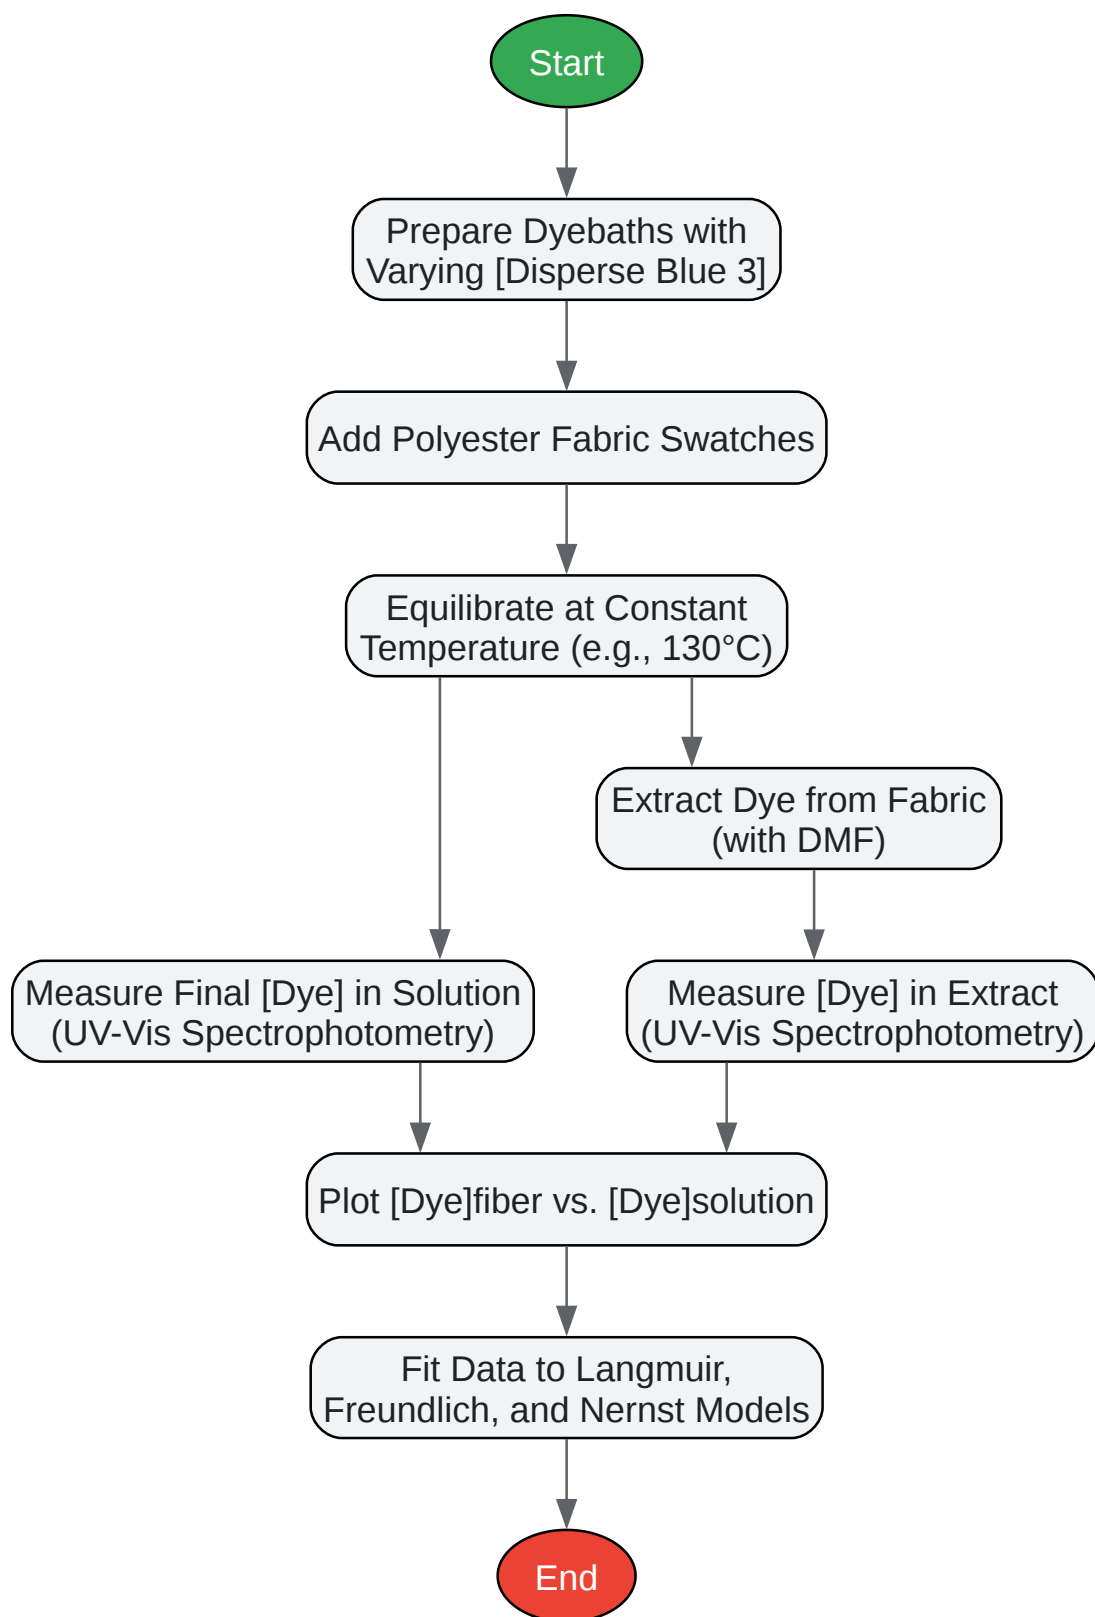 Start
Prepare Dyebaths with
Varying [Disperse Blue 3]
Add Polyester Fabric Swatches
Equilibrate at Constant
Temperature (e.g., 130°C)
Extract Dye from Fabric
(with DMF)
Measure Final [Dye] in Solution
(UV-Vis Spectrophotometry)
Measure [Dye] in Extract
(UV-Vis Spectrophotometry)
Plot [Dye]fiber vs. [Dye]solution
Fit Data to Langmuir,
Freundlich, and Nernst Models
End